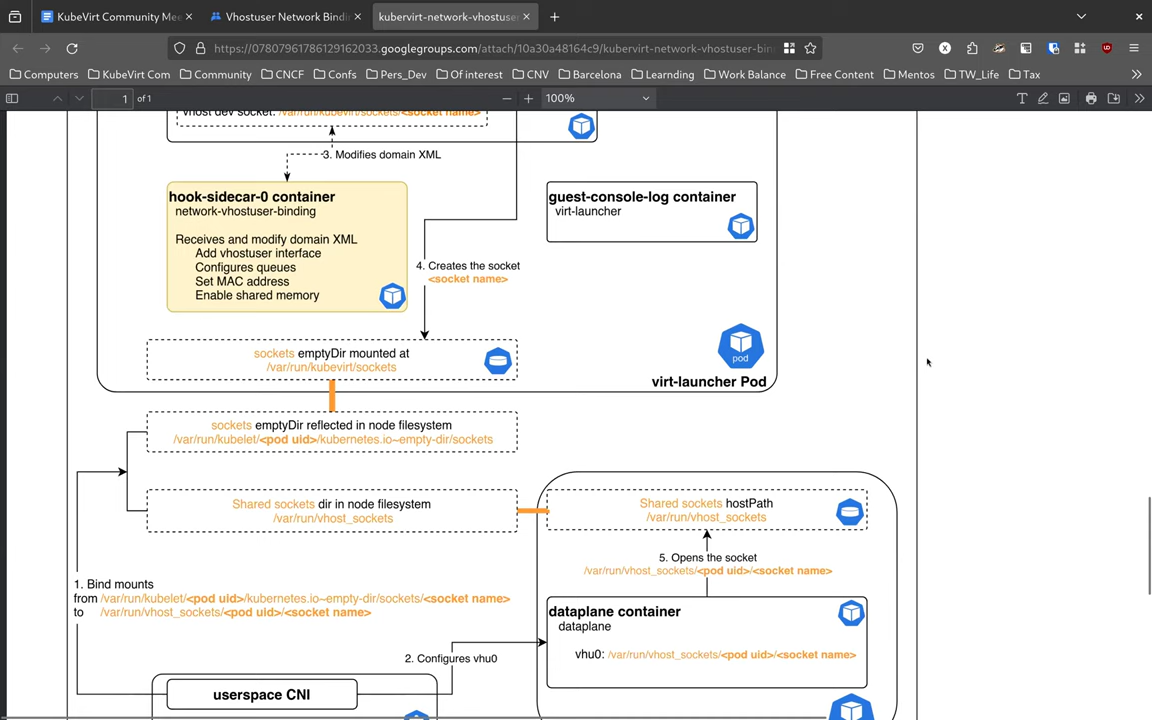 KubeVirt Community Mee
Vhostuser Network Bindi
kubervirt-network-vhostuse
https://07807961786129162033.googlegroups.com/attach/10a30a48164c9/kubervirt-network-vhostuser-bin
Computers
KubeVirt Com
Community
CNCF
Confs
Pers_Dev
Of interest
CNV
Barcelona
Learnding
Work Balance
Free Content
Mentos
TW_Life
Tax
1 of 1
100%
vhost dev socket: /var/run/kubevirt/sockets/<socket name>
3. Modifies domain XML
hook-sidecar-0 container
network-vhostuser-binding
Receives and modify domain XML
Add vhostuser interface
Configures queues
Set MAC address
Enable shared memory
guest-console-log container
virt-launcher
4. Creates the socket
<socket name>
sockets emptyDir mounted at
/var/run/kubevirt/sockets
pod
virt-launcher Pod
sockets emptyDir reflected in node filesystem
/var/run/kubelet/<pod uid>/kubernetes.io~empty-dir/sockets
Shared sockets dir in node filesystem
/var/run/vhost_sockets
Shared sockets hostPath
/var/run/vhost_sockets
5. Opens the socket
/var/run/vhost_sockets/<pod uid>/<socket name>
1. Bind mounts
from /var/run/kubelet/<pod uid>/kubernetes.io~empty-dir/sockets/<socket name>
to /var/run/vhost_sockets/<pod uid>/<socket name>
dataplane container
dataplane
vhu0: /var/run/vhost_sockets/<pod uid>/<socket name>
2. Configures vhu0
userspace CNI